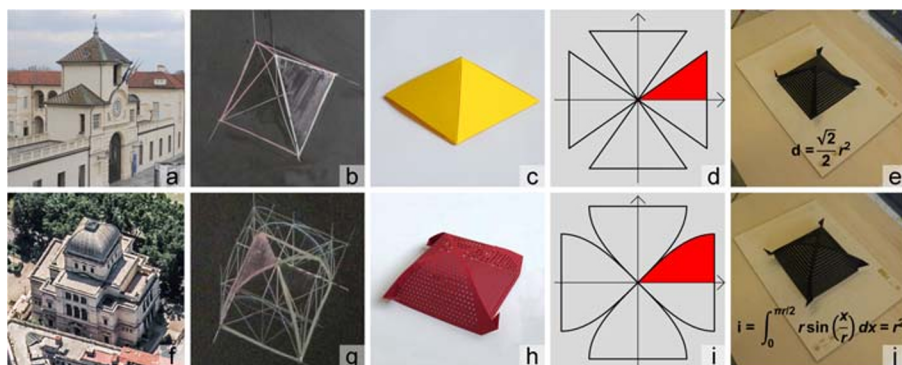 a
b
c
d
e
d = √2/2 r²
f
g
h
i
j
i = ∫₀^πr/2 r sin(x/r) dx = r²